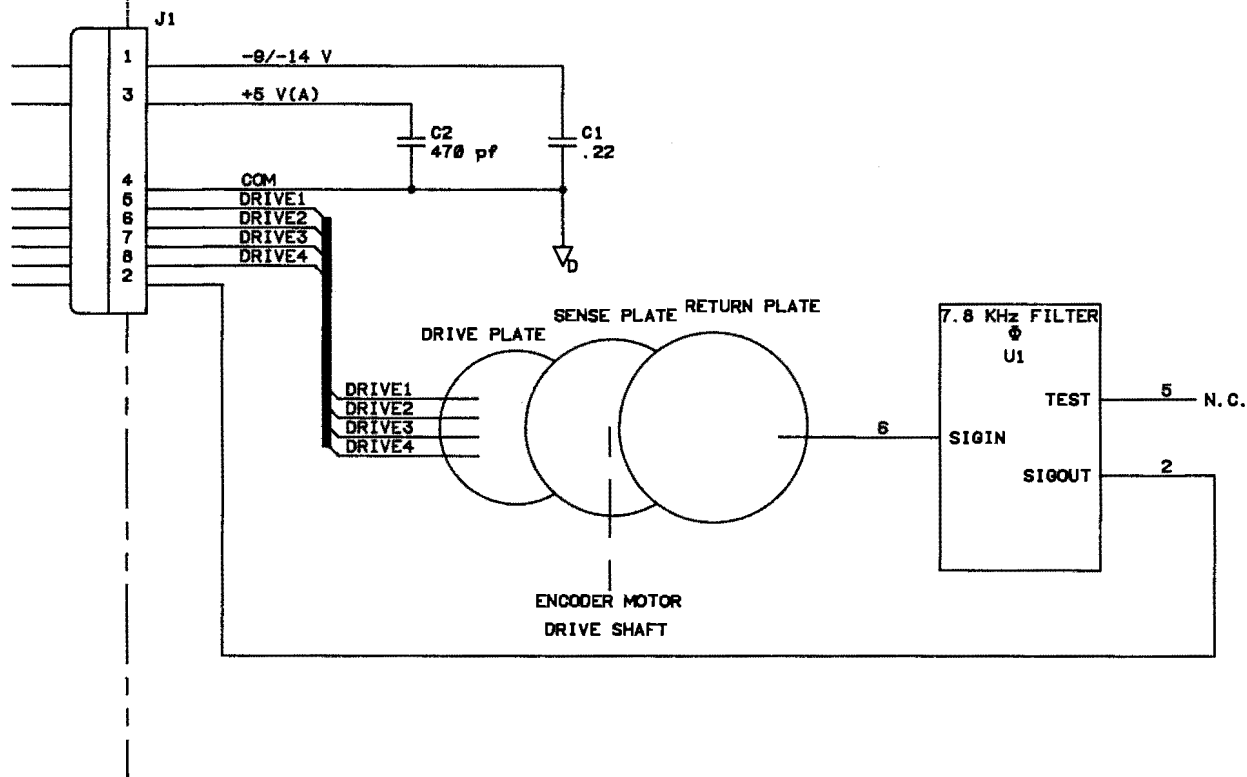 J1
1
-9/-14 V
3
+5 V(A)
C2
470 pf
C1
.22
4
COM
5
DRIVE1
6
DRIVE2
7
DRIVE3
8
DRIVE4
2
D
DRIVE PLATE
SENSE PLATE
RETURN PLATE
7.8 KHz FILTER
Φ
U1
DRIVE1
DRIVE2
DRIVE3
DRIVE4
6
SIGIN
TEST
5
N.C.
SIGOUT
2
ENCODER MOTOR
DRIVE SHAFT